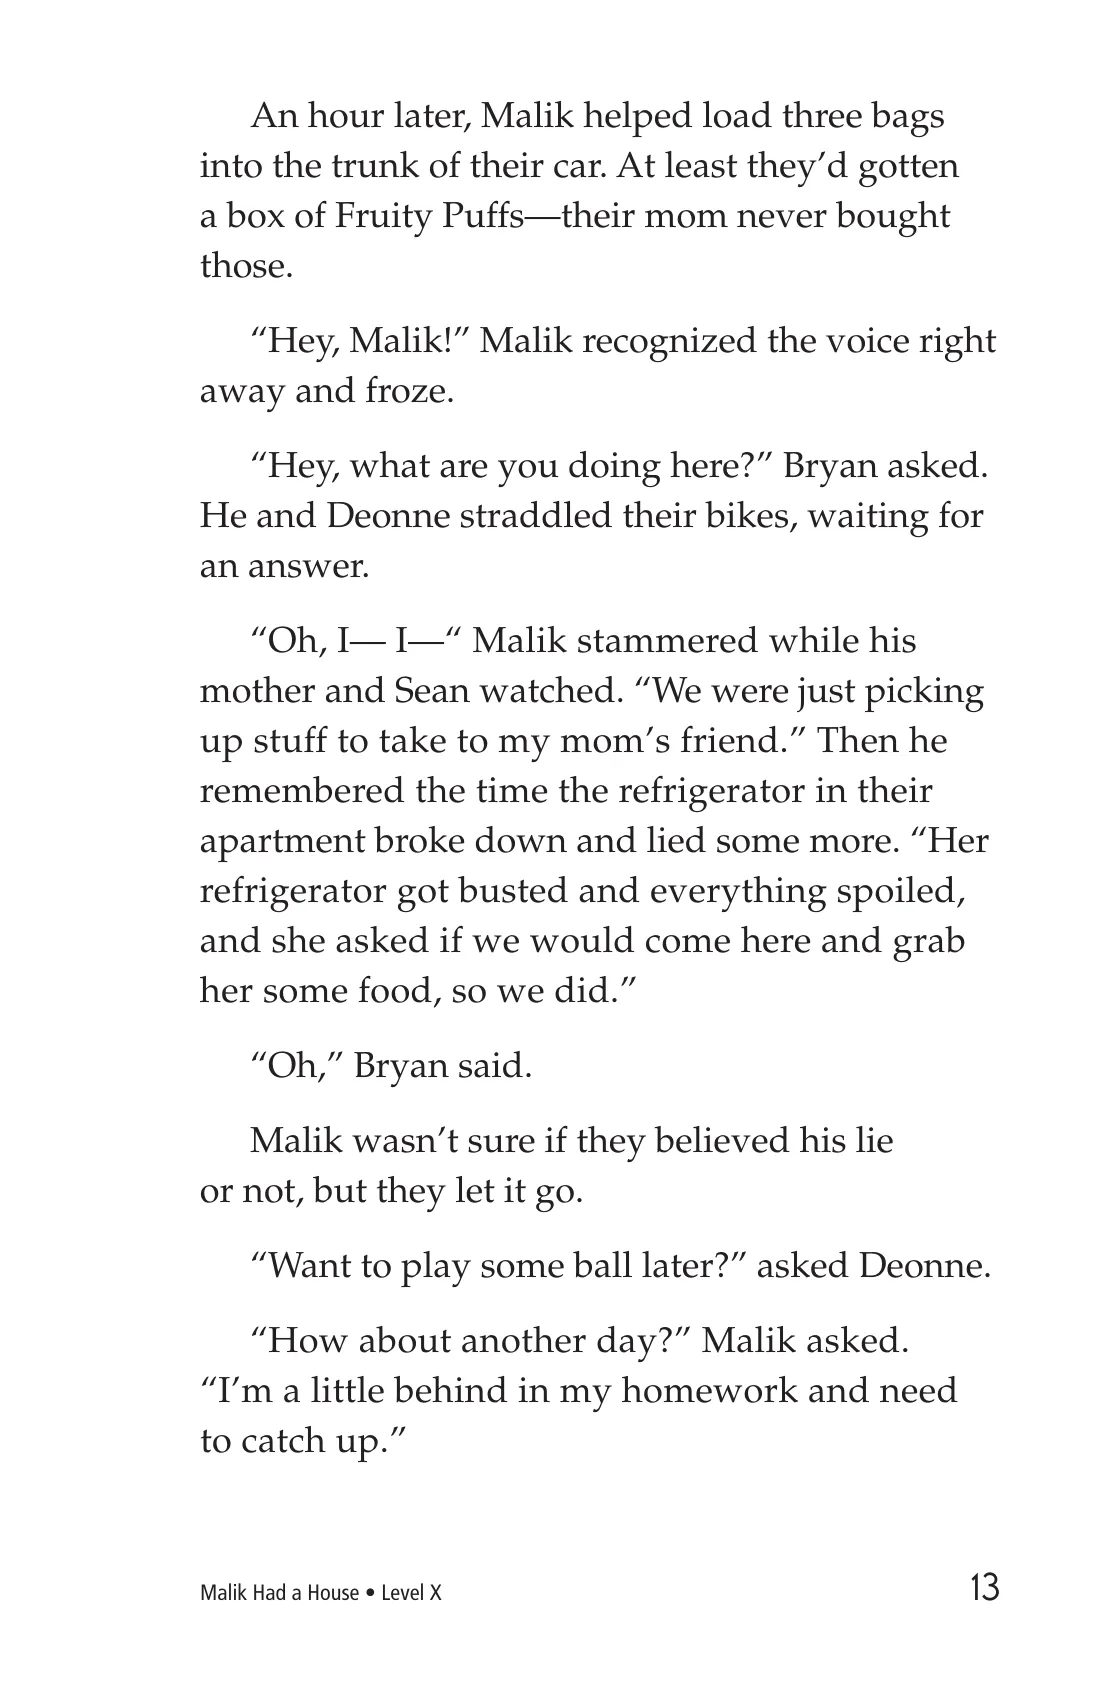 An hour later, Malik helped load three bags
into the trunk of their car. At least they’d gotten
a box of Fruity Puffs—their mom never bought
those.
“Hey, Malik!” Malik recognized the voice right
away and froze.
“Hey, what are you doing here?” Bryan asked.
He and Deonne straddled their bikes, waiting for
an answer.
“Oh, I— I—“ Malik stammered while his
mother and Sean watched. “We were just picking
up stuff to take to my mom’s friend.” Then he
remembered the time the refrigerator in their
apartment broke down and lied some more. “Her
refrigerator got busted and everything spoiled,
and she asked if we would come here and grab
her some food, so we did.”
“Oh,” Bryan said.
Malik wasn’t sure if they believed his lie
or not, but they let it go.
“Want to play some ball later?” asked Deonne.
“How about another day?” Malik asked.
“I’m a little behind in my homework and need
to catch up.”
Malik Had a House • Level X 13